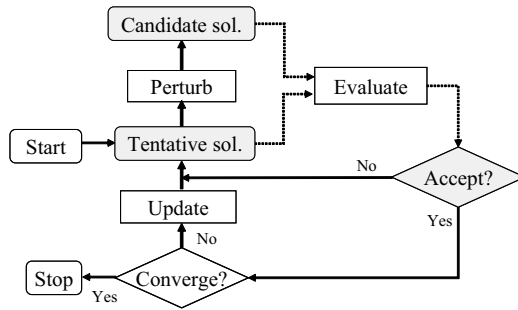 Candidate sol.
Perturb
Evaluate
Start
Tentative sol.
No
Accept?
Update
Yes
No
Stop
Converge?
Yes